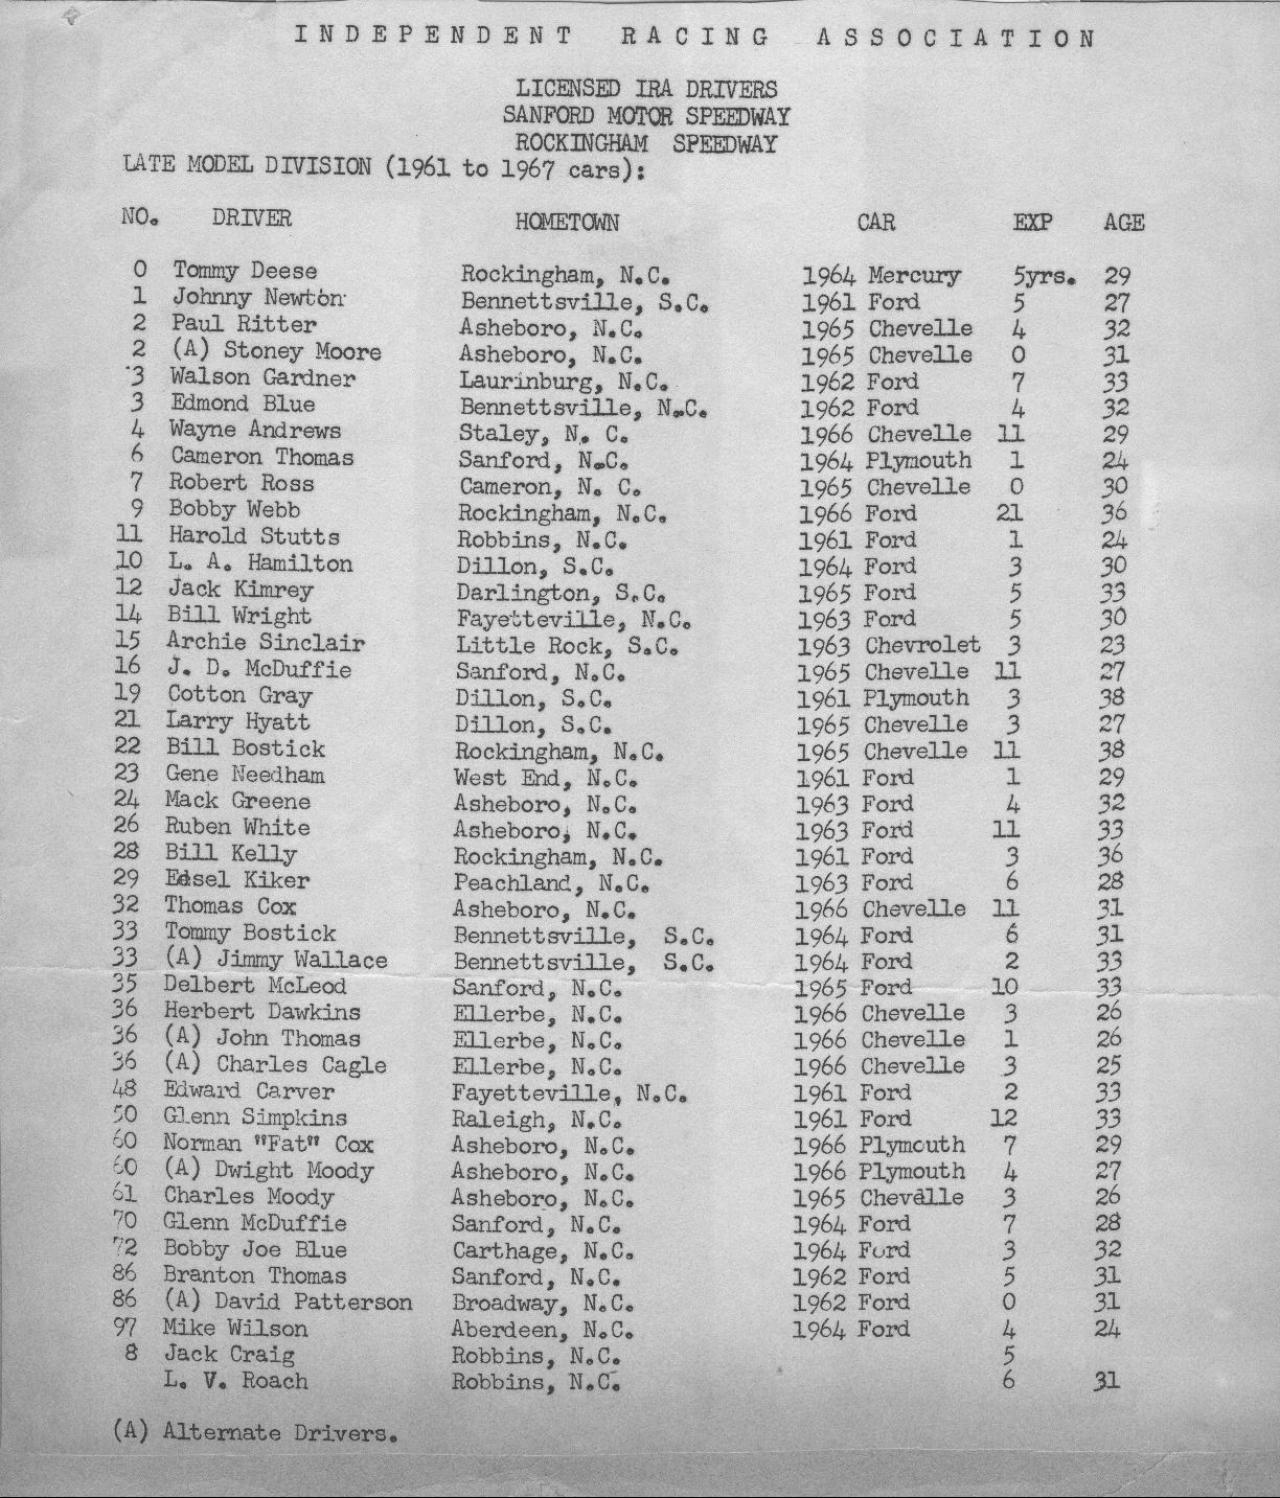 INDEPENDENT RACING ASSOCIATION
LICENSED IRA DRIVERS
SANFORD MOTOR SPEEDWAY
ROCKINGHAM SPEEDWAY
LATE MODEL DIVISION (1961 to 1967 cars):
NO. DRIVER HOMETOWN CAR EXP AGE
0 Tommy Deese Rockingham, N.C. 1964 Mercury 5yrs. 29
1 Johnny Newton Bennettsville, S.C. 1961 Ford 5 27
2 Paul Ritter Asheboro, N.C. 1965 Chevelle 4 32
2 (A) Stoney Moore Asheboro, N.C. 1965 Chevelle 0 31
3 Walson Gardner Laurinburg, N.C. 1962 Ford 7 33
3 Edmond Blue Bennettsville, N.C. 1962 Ford 4 32
4 Wayne Andrews Staley, N. C. 1966 Chevelle 11 29
6 Cameron Thomas Sanford, N.C. 1964 Plymouth 1 24
7 Robert Ross Cameron, N. C. 1965 Chevelle 0 30
9 Bobby Webb Rockingham, N.C. 1966 Ford 21 36
11 Harold Stutts Robbins, N.C. 1961 Ford 1 24
10 L. A. Hamilton Dillon, S.C. 1964 Ford 3 30
12 Jack Kimrey Darlington, S.C. 1965 Ford 5 33
14 Bill Wright Fayetteville, N.C. 1963 Ford 5 30
15 Archie Sinclair Little Rock, S.C. 1963 Chevrolet 3 23
16 J. D. McDuffie Sanford, N.C. 1965 Chevelle 11 27
19 Cotton Gray Dillon, S.C. 1961 Plymouth 3 38
21 Larry Hyatt Dillon, S.C. 1965 Chevelle 3 27
22 Bill Bostick Rockingham, N.C. 1965 Chevelle 11 38
23 Gene Needham West End, N.C. 1961 Ford 1 29
24 Mack Greene Asheboro, N.C. 1963 Ford 4 32
26 Ruben White Asheboro, N.C. 1963 Ford 11 33
28 Bill Kelly Rockingham, N.C. 1961 Ford 3 36
29 Edsel Kiker Peachland, N.C. 1963 Ford 6 28
32 Thomas Cox Asheboro, N.C. 1966 Chevelle 11 31
33 Tommy Bostick Bennettsville, S.C. 1964 Ford 6 31
33 (A) Jimmy Wallace Bennettsville, S.C. 1964 Ford 2 33
35 Delbert McLeod Sanford, N.C. 1965 Ford 10 33
36 Herbert Dawkins Ellerbe, N.C. 1966 Chevelle 3 26
36 (A) John Thomas Ellerbe, N.C. 1966 Chevelle 1 26
36 (A) Charles Cagle Ellerbe, N.C. 1966 Chevelle 3 25
48 Edward Carver Fayetteville, N.C. 1961 Ford 2 33
50 Glenn Simpkins Raleigh, N.C. 1961 Ford 12 33
60 Norman "Fat" Cox Asheboro, N.C. 1966 Plymouth 7 29
60 (A) Dwight Moody Asheboro, N.C. 1966 Plymouth 4 27
61 Charles Moody Asheboro, N.C. 1965 Chevelle 3 26
70 Glenn McDuffie Sanford, N.C. 1964 Ford 7 28
72 Bobby Joe Blue Carthage, N.C. 1964 Ford 3 32
86 Branton Thomas Sanford, N.C. 1962 Ford 5 31
86 (A) David Patterson Broadway, N.C. 1962 Ford 0 31
97 Mike Wilson Aberdeen, N.C. 1964 Ford 4 24
8 Jack Craig Robbins, N.C. 5
L. V. Roach Robbins, N.C. 6 31
(A) Alternate Drivers.